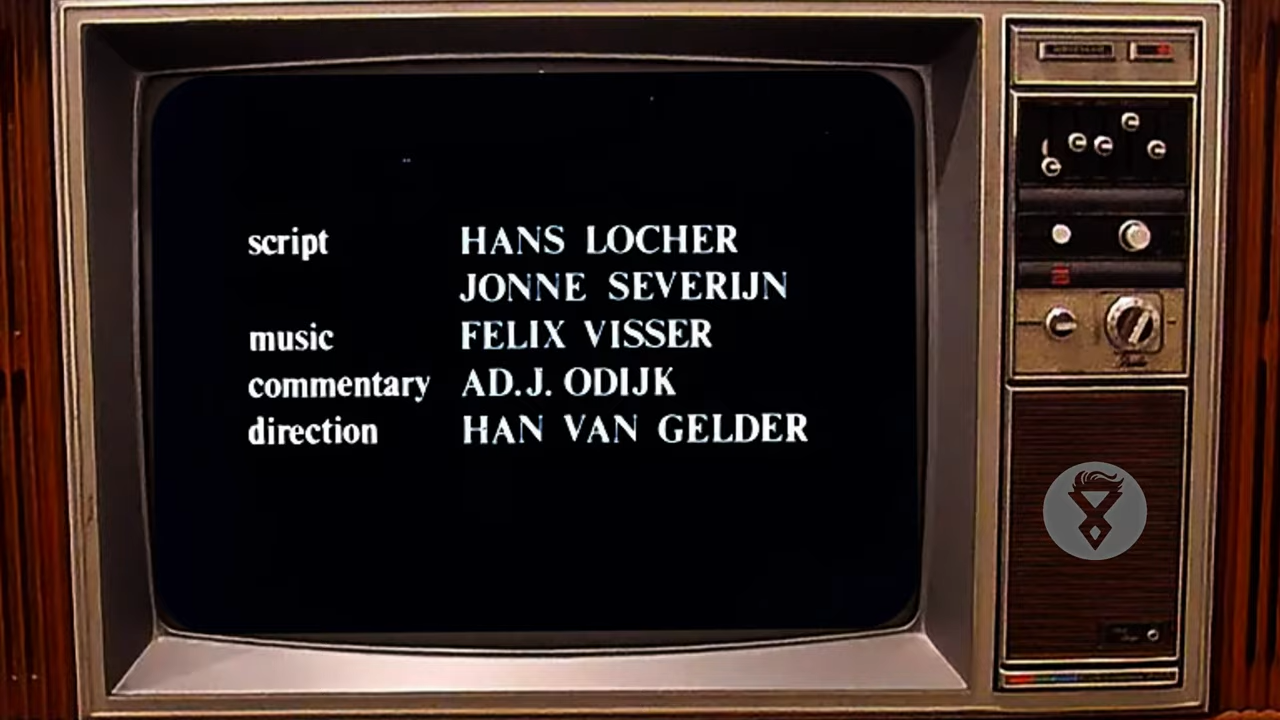 script HANS LOCHER
JONNE SEVERIJN
music FELIX VISSER
commentary AD.J. ODIJK
direction HAN VAN GELDER